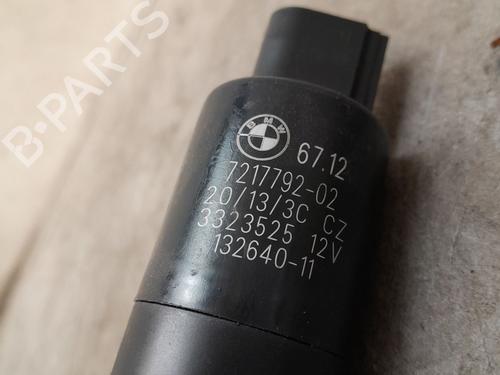 B-PARTS
BMW 67.12
7217792-02
20/13/3C CZ
3323525 12V
132640-11